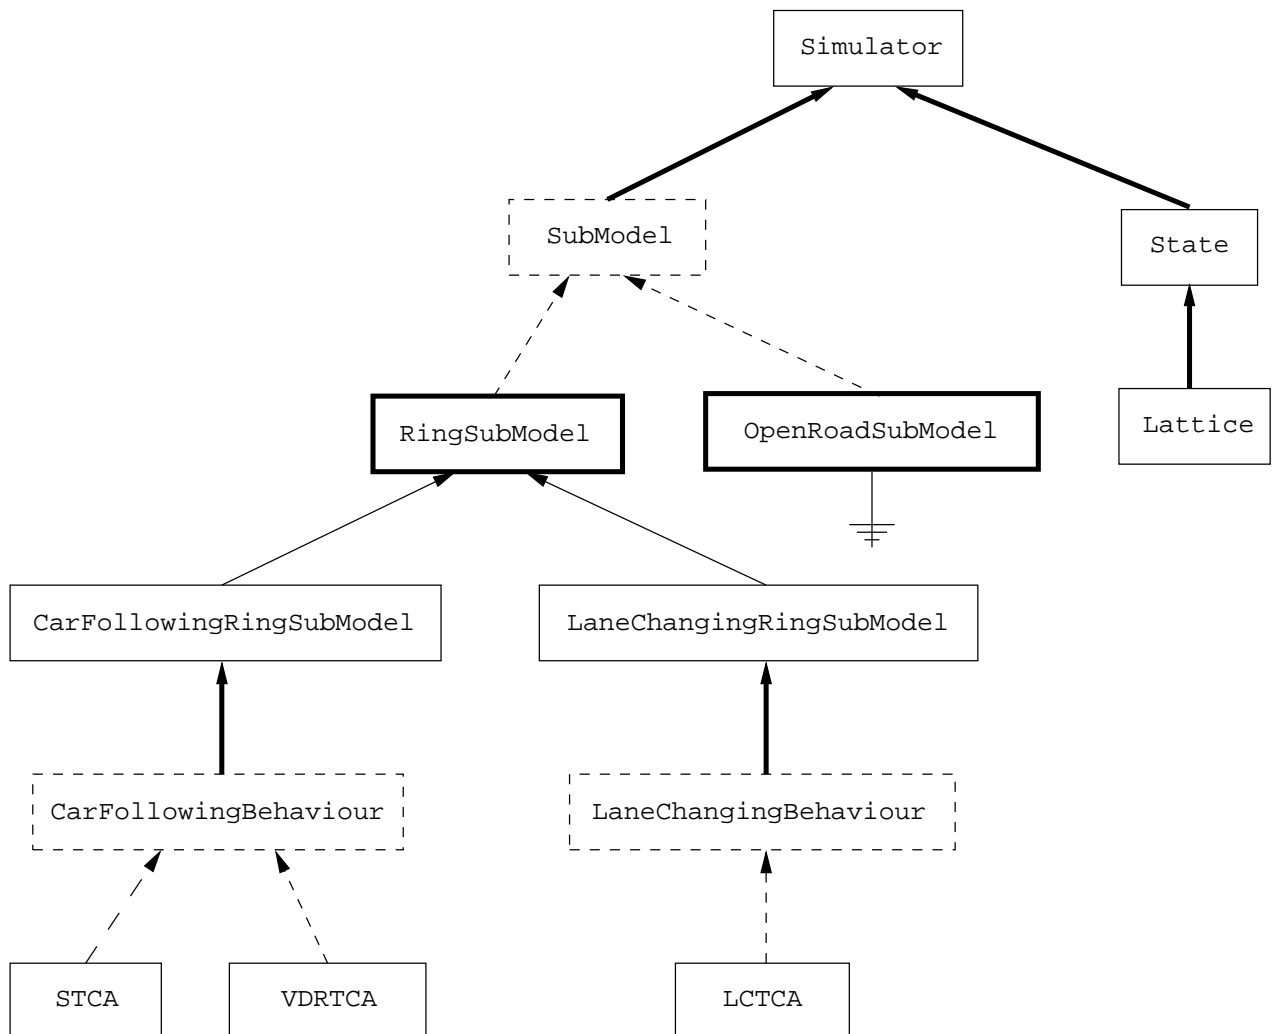 Simulator
SubModel
State
RingSubModel
OpenRoadSubModel
Lattice
CarFollowingRingSubModel
LaneChangingRingSubModel
CarFollowingBehaviour
LaneChangingBehaviour
STCA
VDRTCA
LCTCA